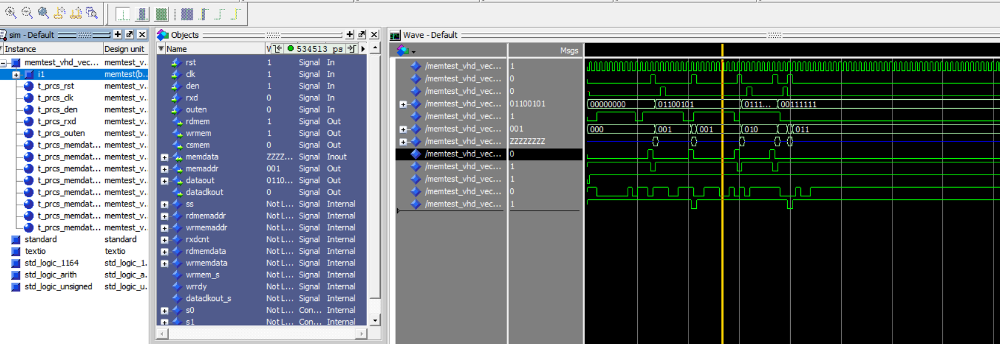 sim - Default
Instance Design unit
memtest_vhd_vec... memtest_v...
i1 memtest(b...
t_prcs_rst memtest_v...
t_prcs_clk memtest_v...
t_prcs_den memtest_v...
t_prcs_rxd memtest_v...
t_prcs_outen memtest_v...
t_prcs_memdat... memtest_v...
t_prcs_memdat... memtest_v...
t_prcs_memdat... memtest_v...
t_prcs_memdat... memtest_v...
t_prcs_memdat... memtest_v...
t_prcs_memdat... memtest_v...
t_prcs_memdat... memtest_v...
t_prcs_memdat... memtest_v...
standard standard
textio textio
std_logic_1164 std_logic_1...
std_logic_arith std_logic_a...
std_logic_unsigned std_logic_u...
Objects
Name V 534513 ps
rst 1 Signal In
clk 1 Signal In
den 1 Signal In
rxd 0 Signal In
outen 0 Signal In
rdmem 1 Signal Out
wrmem 1 Signal Out
csmem 0 Signal Out
memdata ZZZZ... Signal Inout
memaddr 001 Signal Out
dataout 0110... Signal Out
dataclkout 0 Signal Out
ss Not L... Signal Internal
rdmemaddr Not L... Signal Internal
wrmemaddr Not L... Signal Internal
rxdcnt Not L... Signal Internal
rdmemdata Not L... Signal Internal
wrmemdata Not L... Signal Internal
wrmem_s Not L... Signal Internal
wrrdy Not L... Signal Internal
dataclkout_s Not L... Signal Internal
s0 Not L... Con... Internal
s1 Not L... Con... Internal
Wave - Default
Msgs
/memtest_vhd_vec... 1
/memtest_vhd_vec... 0
/memtest_vhd_vec... 0
/memtest_vhd_vec... 01100101 00000000 01100101 0111... 00111111
/memtest_vhd_vec... 1
/memtest_vhd_vec... 001 000 001 001 010 011
/memtest_vhd_vec... ZZZZZZZZ
/memtest_vhd_vec... 0
/memtest_vhd_vec... 1
/memtest_vhd_vec... 1
/memtest_vhd_vec... 0
/memtest_vhd_vec... 1